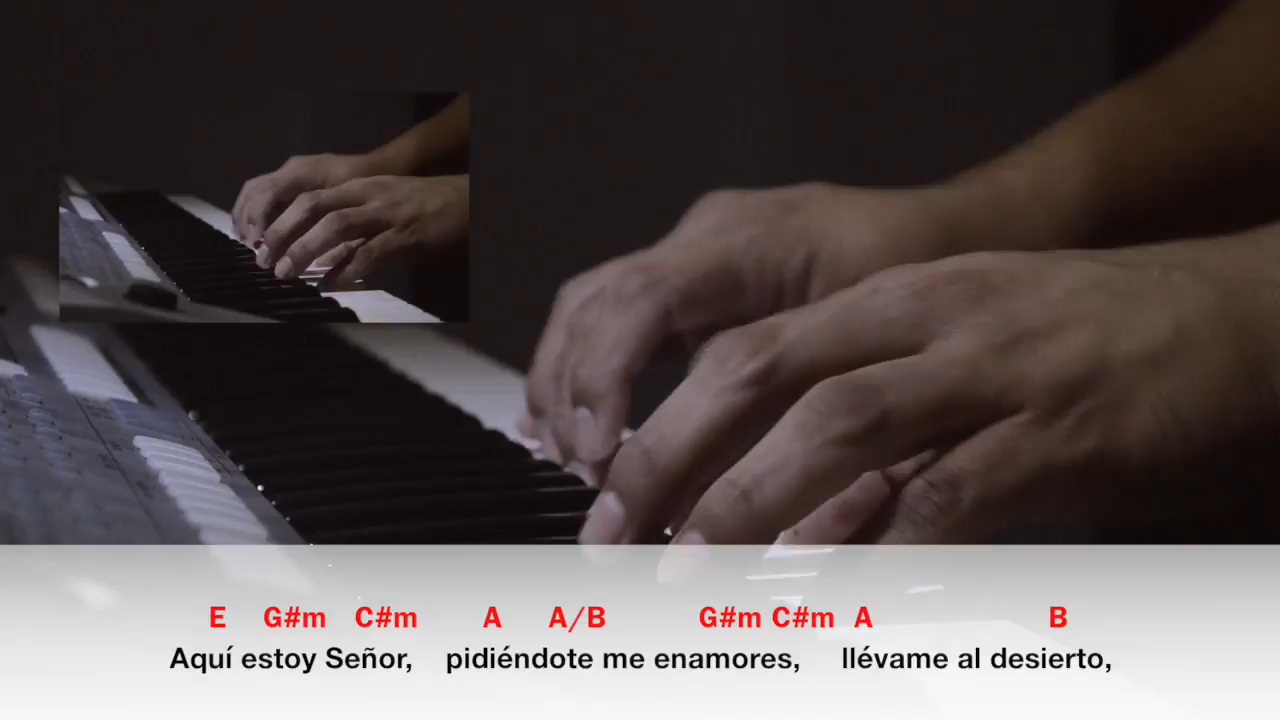 E G#m C#m A A/B G#m C#m A B
Aquí estoy Señor, pidiéndote me enamores, llévame al desierto,